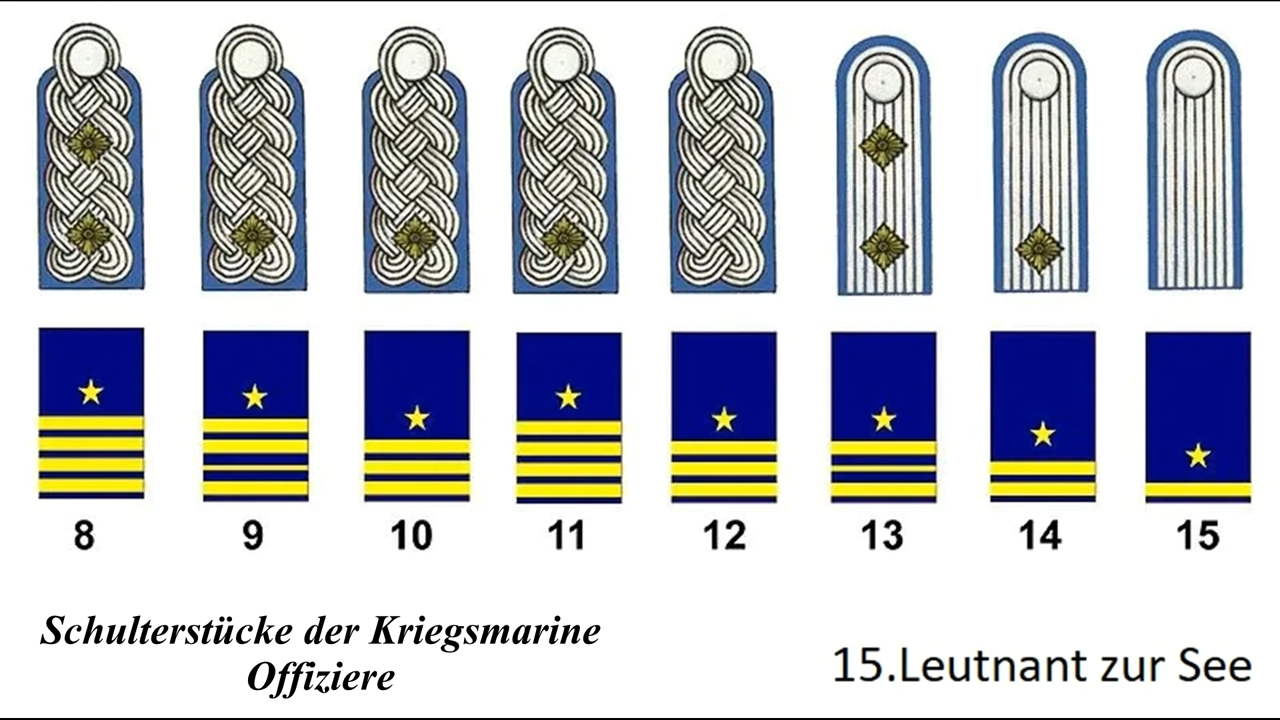 8 9 10 11 12 13 14 15
Schulterstücke der Kriegsmarine
Offiziere
15.Leutnant zur See